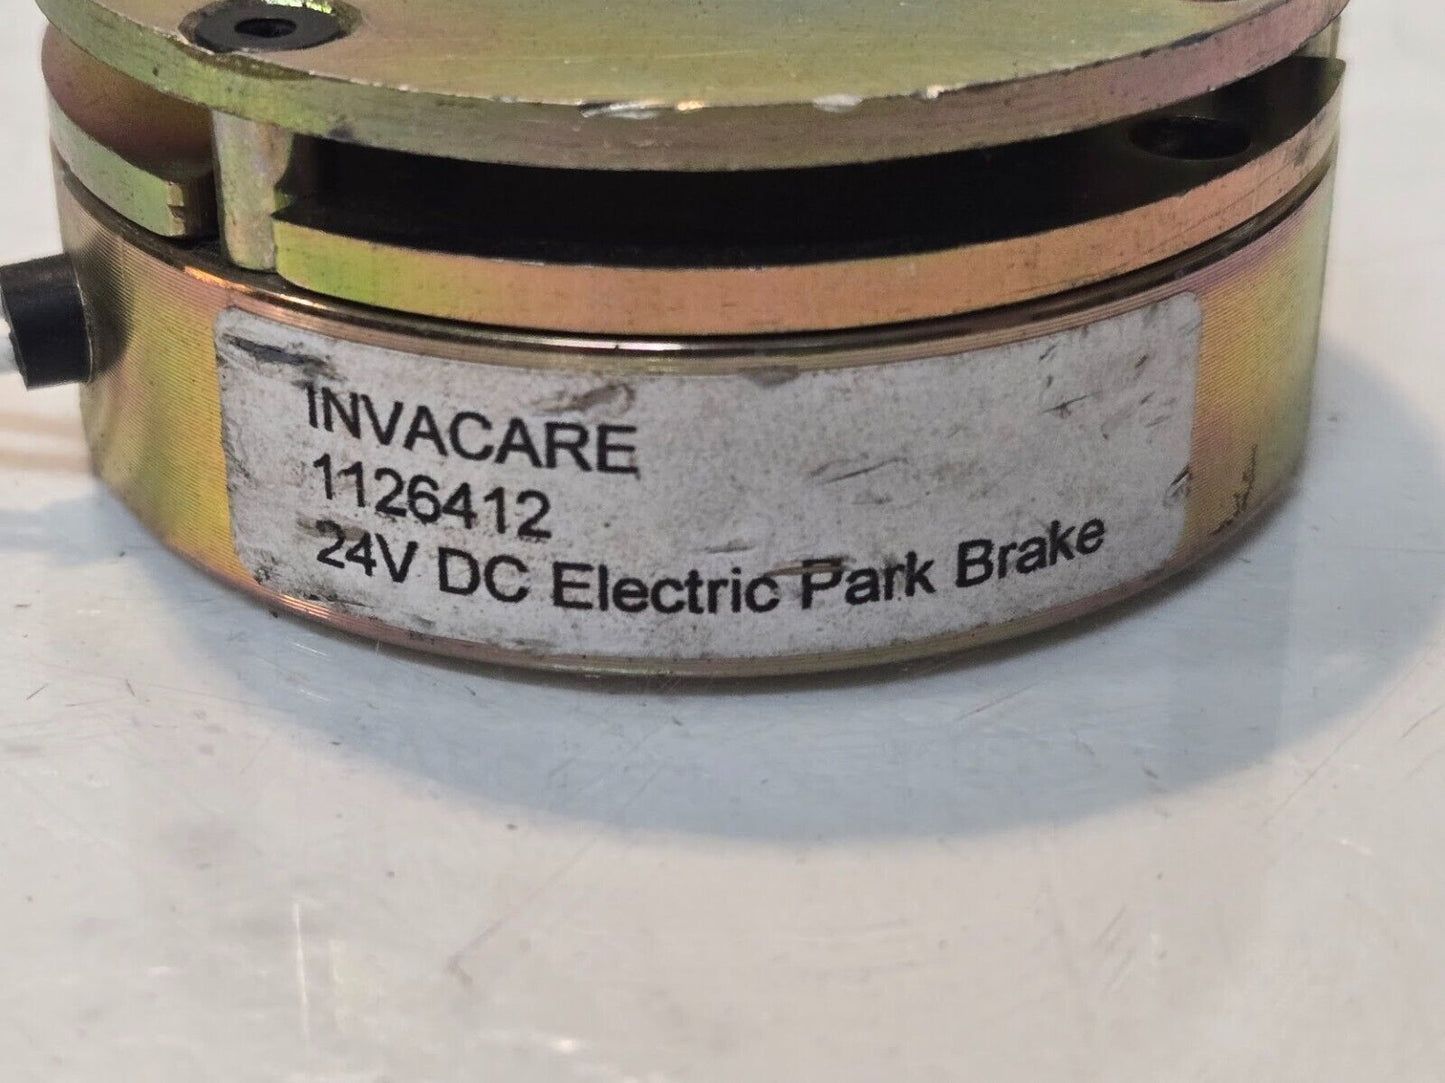 INVACARE
1126412
24V DC Electric Park Brake